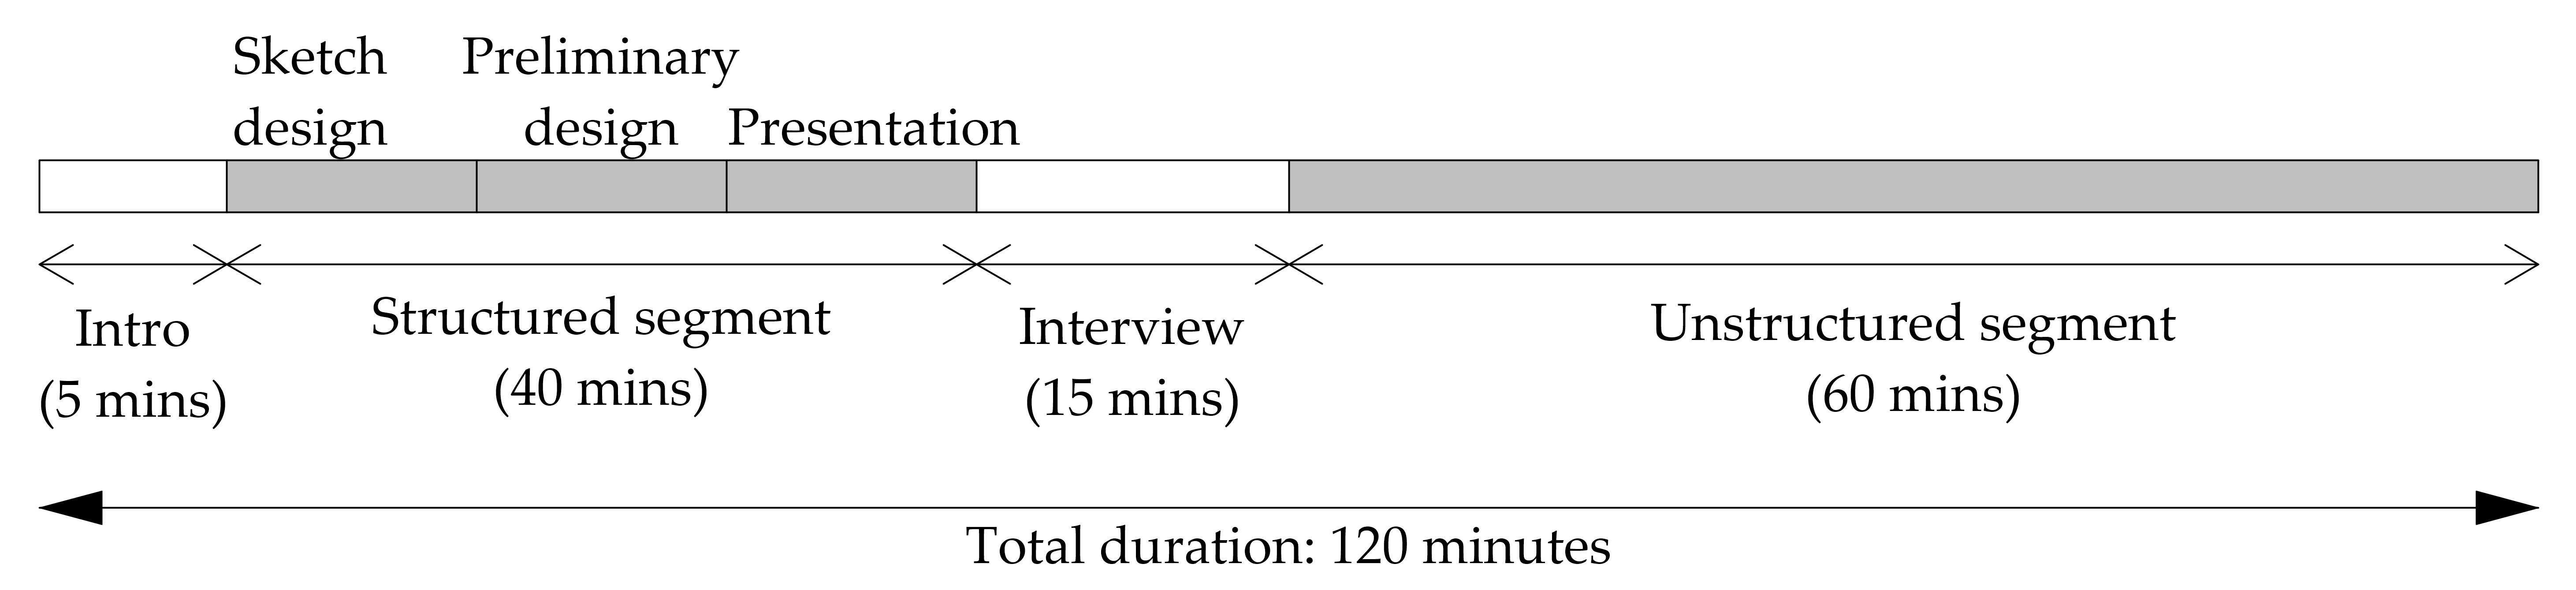 Sketch
design
Preliminary
design
Presentation
Intro
(5 mins)
Structured segment
(40 mins)
Interview
(15 mins)
Unstructured segment
(60 mins)
Total duration: 120 minutes